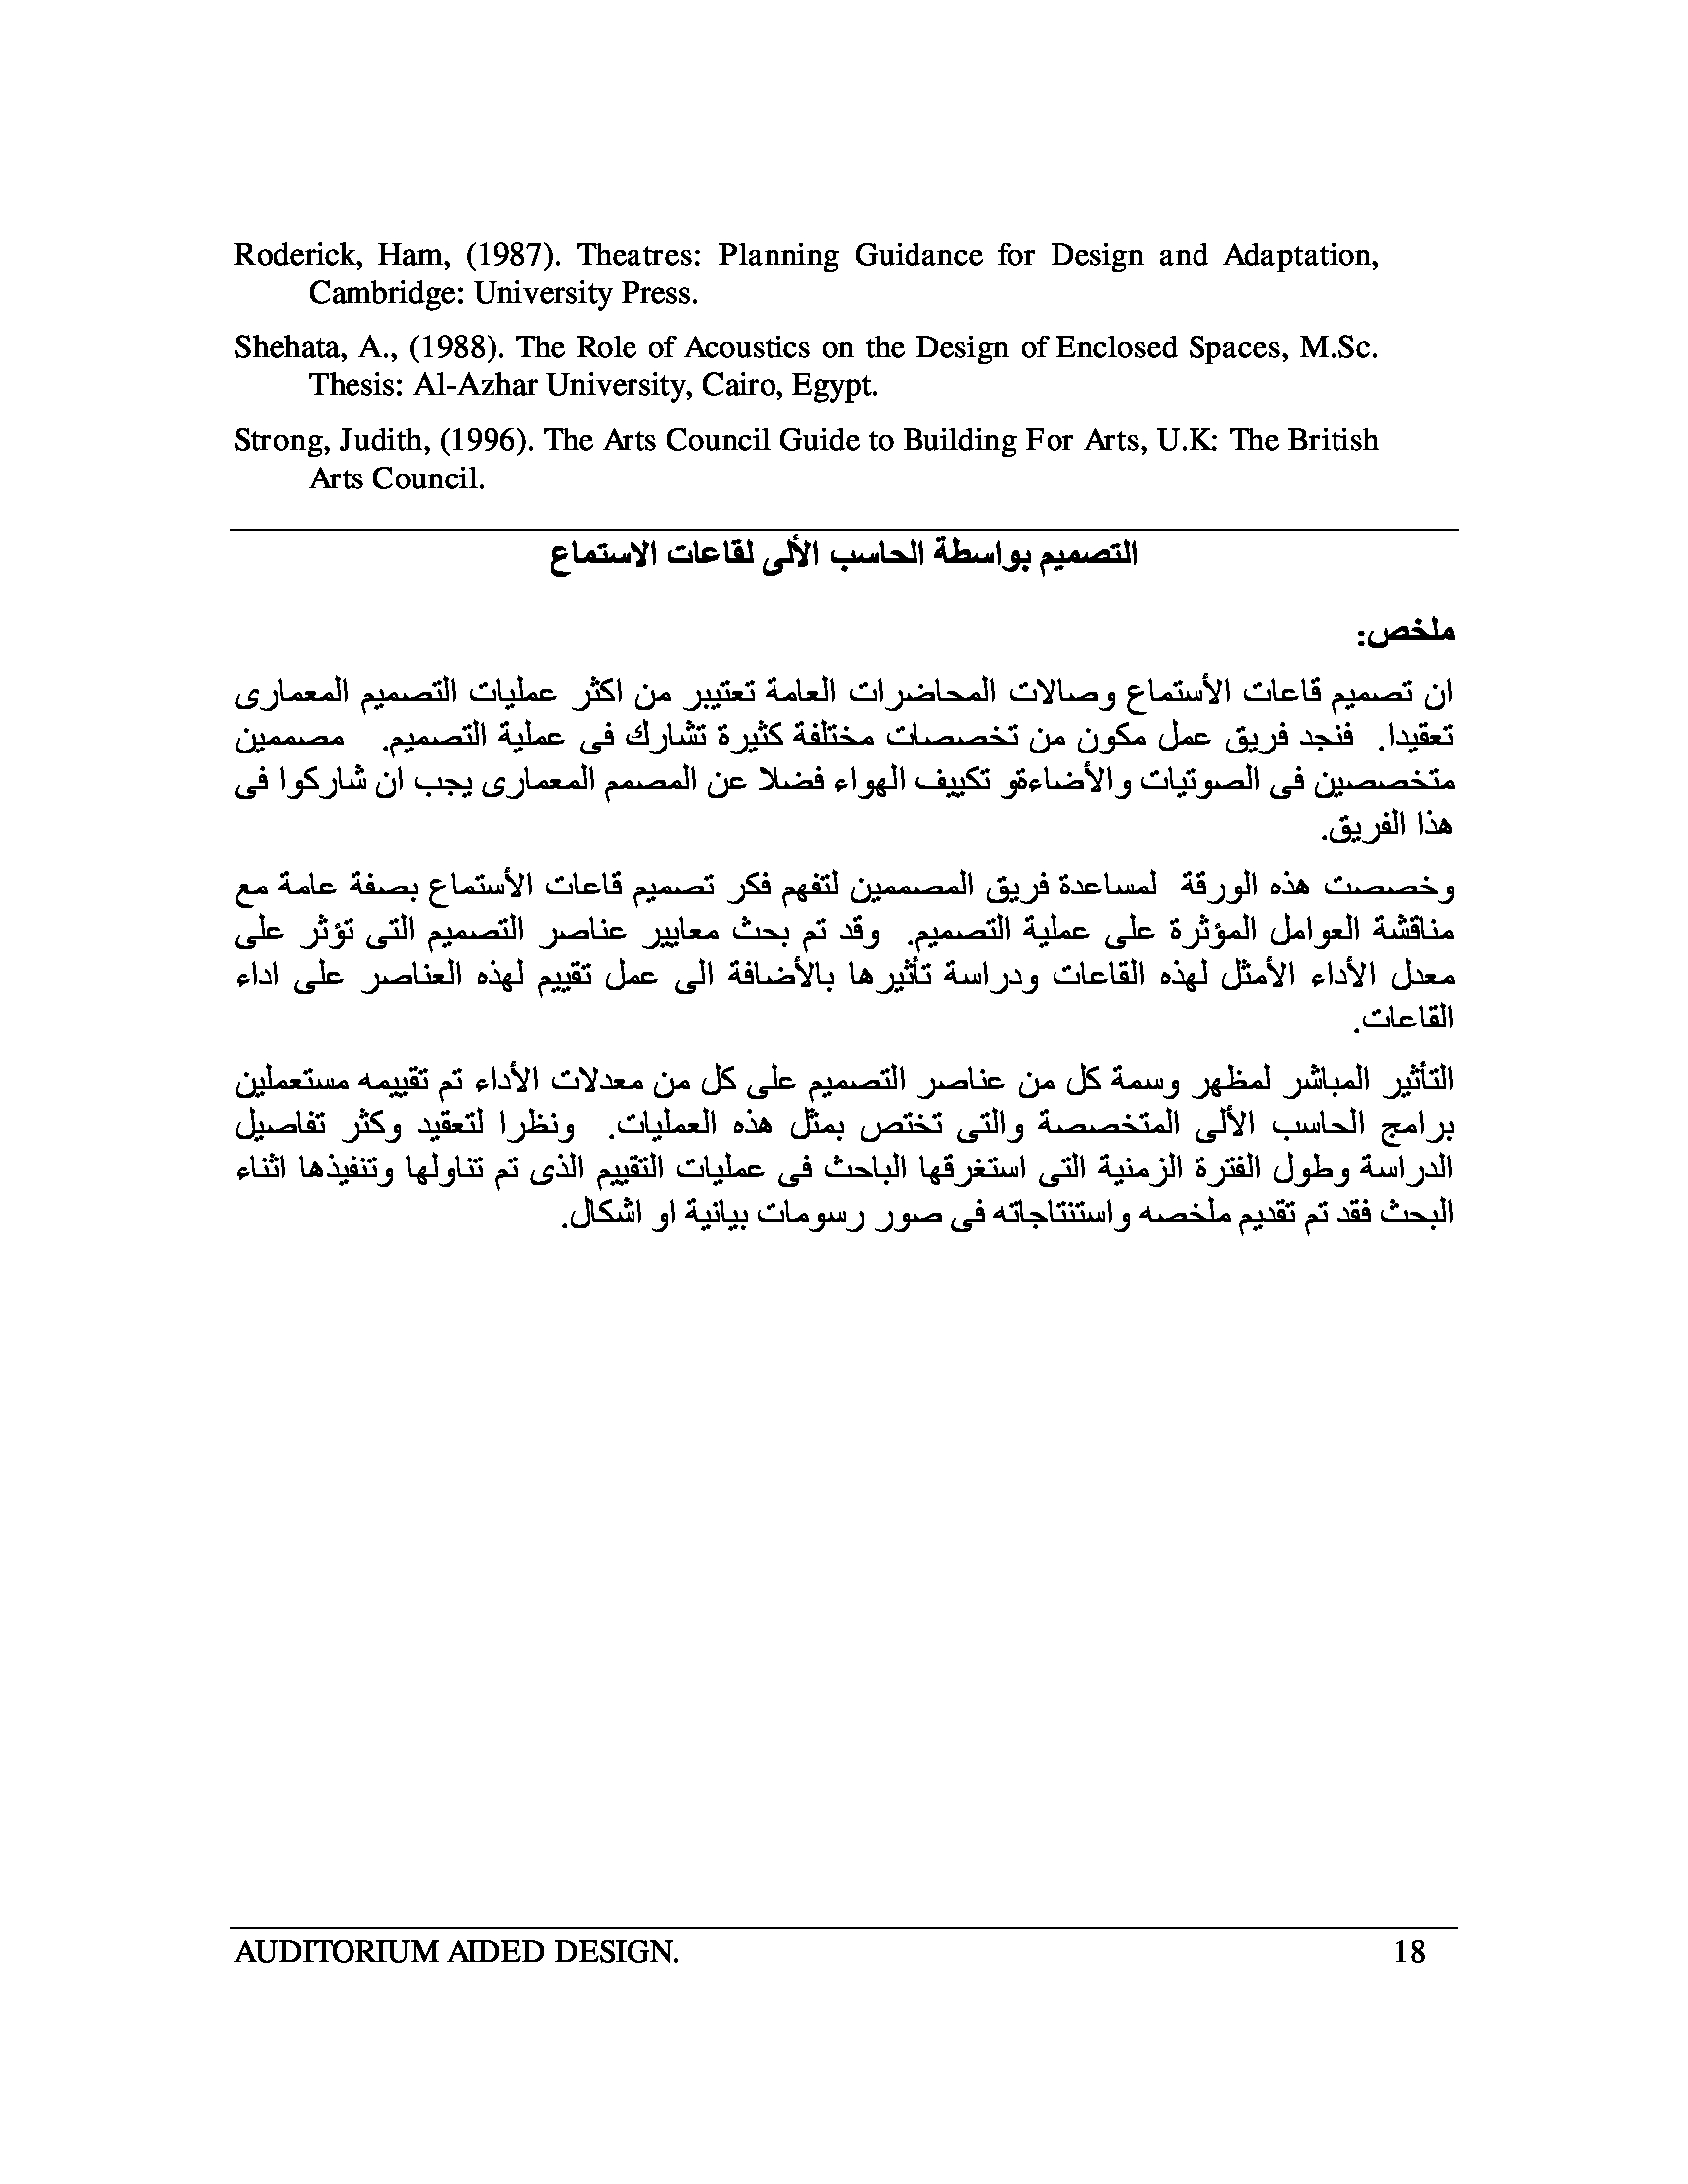 Roderick, Ham, (1987). Theatres: Planning Guidance for Design and Adaptation,
Cambridge: University Press.
Shehata, A., (1988). The Role of Acoustics on the Design of Enclosed Spaces, M.Sc.
Thesis: Al-Azhar University, Cairo, Egypt.
Strong, Judith, (1996). The Arts Council Guide to Building For Arts, U.K: The British
Arts Council.
التصميم بواسطة الحاسب الألى لقاعات الاستماع
ملخص:
ان تصميم قاعات الأستماع وصالات المحاضرات العامة تعتيبر من اكثر عمليات التصميم المعمارى
تعقيدا. فنجد فريق عمل مكون من تخصصات مختلفة كثيرة تشارك فى عملية التصميم. مصممين
متخصصين فى الصوتيات والأضاءةو تكييف الهواء فضلا عن المصمم المعمارى يجب ان شاركوا فى
هذا الفريق.
وخصصت هذه الورقة لمساعدة فريق المصممين لتفهم فكر تصميم قاعات الأستماع بصفة عامة مع
مناقشة العوامل المؤثرة على عملية التصميم. وقد تم بحث معايير عناصر التصميم التى تؤثر على
معدل الأداء الأمثل لهذه القاعات ودراسة تأثيرها بالأضافة الى عمل تقييم لهذه العناصر على اداء
القاعات.
التأثير المباشر لمظهر وسمة كل من عناصر التصميم على كل من معدلات الأداء تم تقييمه مستعملين
برامج الحاسب الألى المتخصصة والتى تختص بمثل هذه العمليات. ونظرا لتعقيد وكثر تفاصيل
الدراسة وطول الفترة الزمنية التى استغرقها الباحث فى عمليات التقييم الذى تم تناولها وتنفيذها اثناء
البحث فقد تم تقديم ملخصه واستنتاجاته فى صور رسومات بيانية او اشكال.
AUDITORIUM AIDED DESIGN. 18